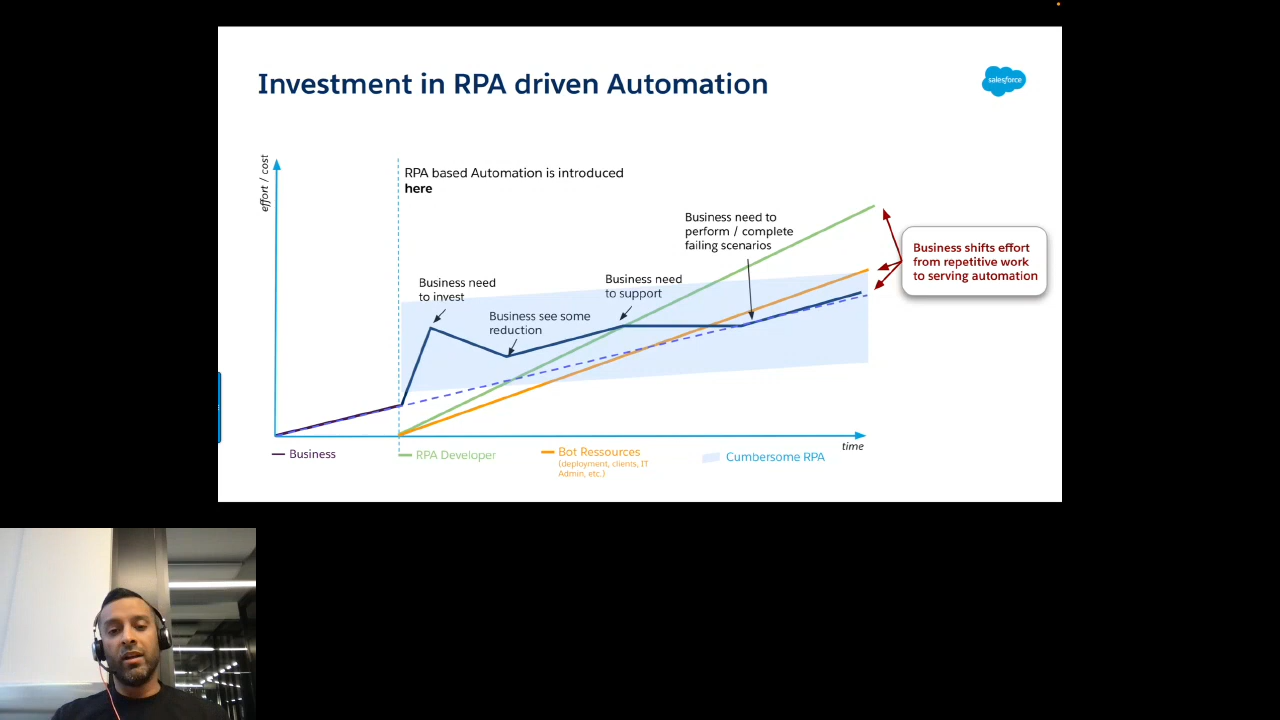 Investment in RPA driven Automation
salesforce
effort / cost
RPA based Automation is introduced
here
Business need to
perform / complete
failing scenarios
Business shifts effort
from repetitive work
to serving automation
Business need
to invest
Business need
to support
Business see some
reduction
time
Business
RPA Developer
Bot Ressources
(deployment, clients, IT
Admin, etc.)
Cumbersome RPA